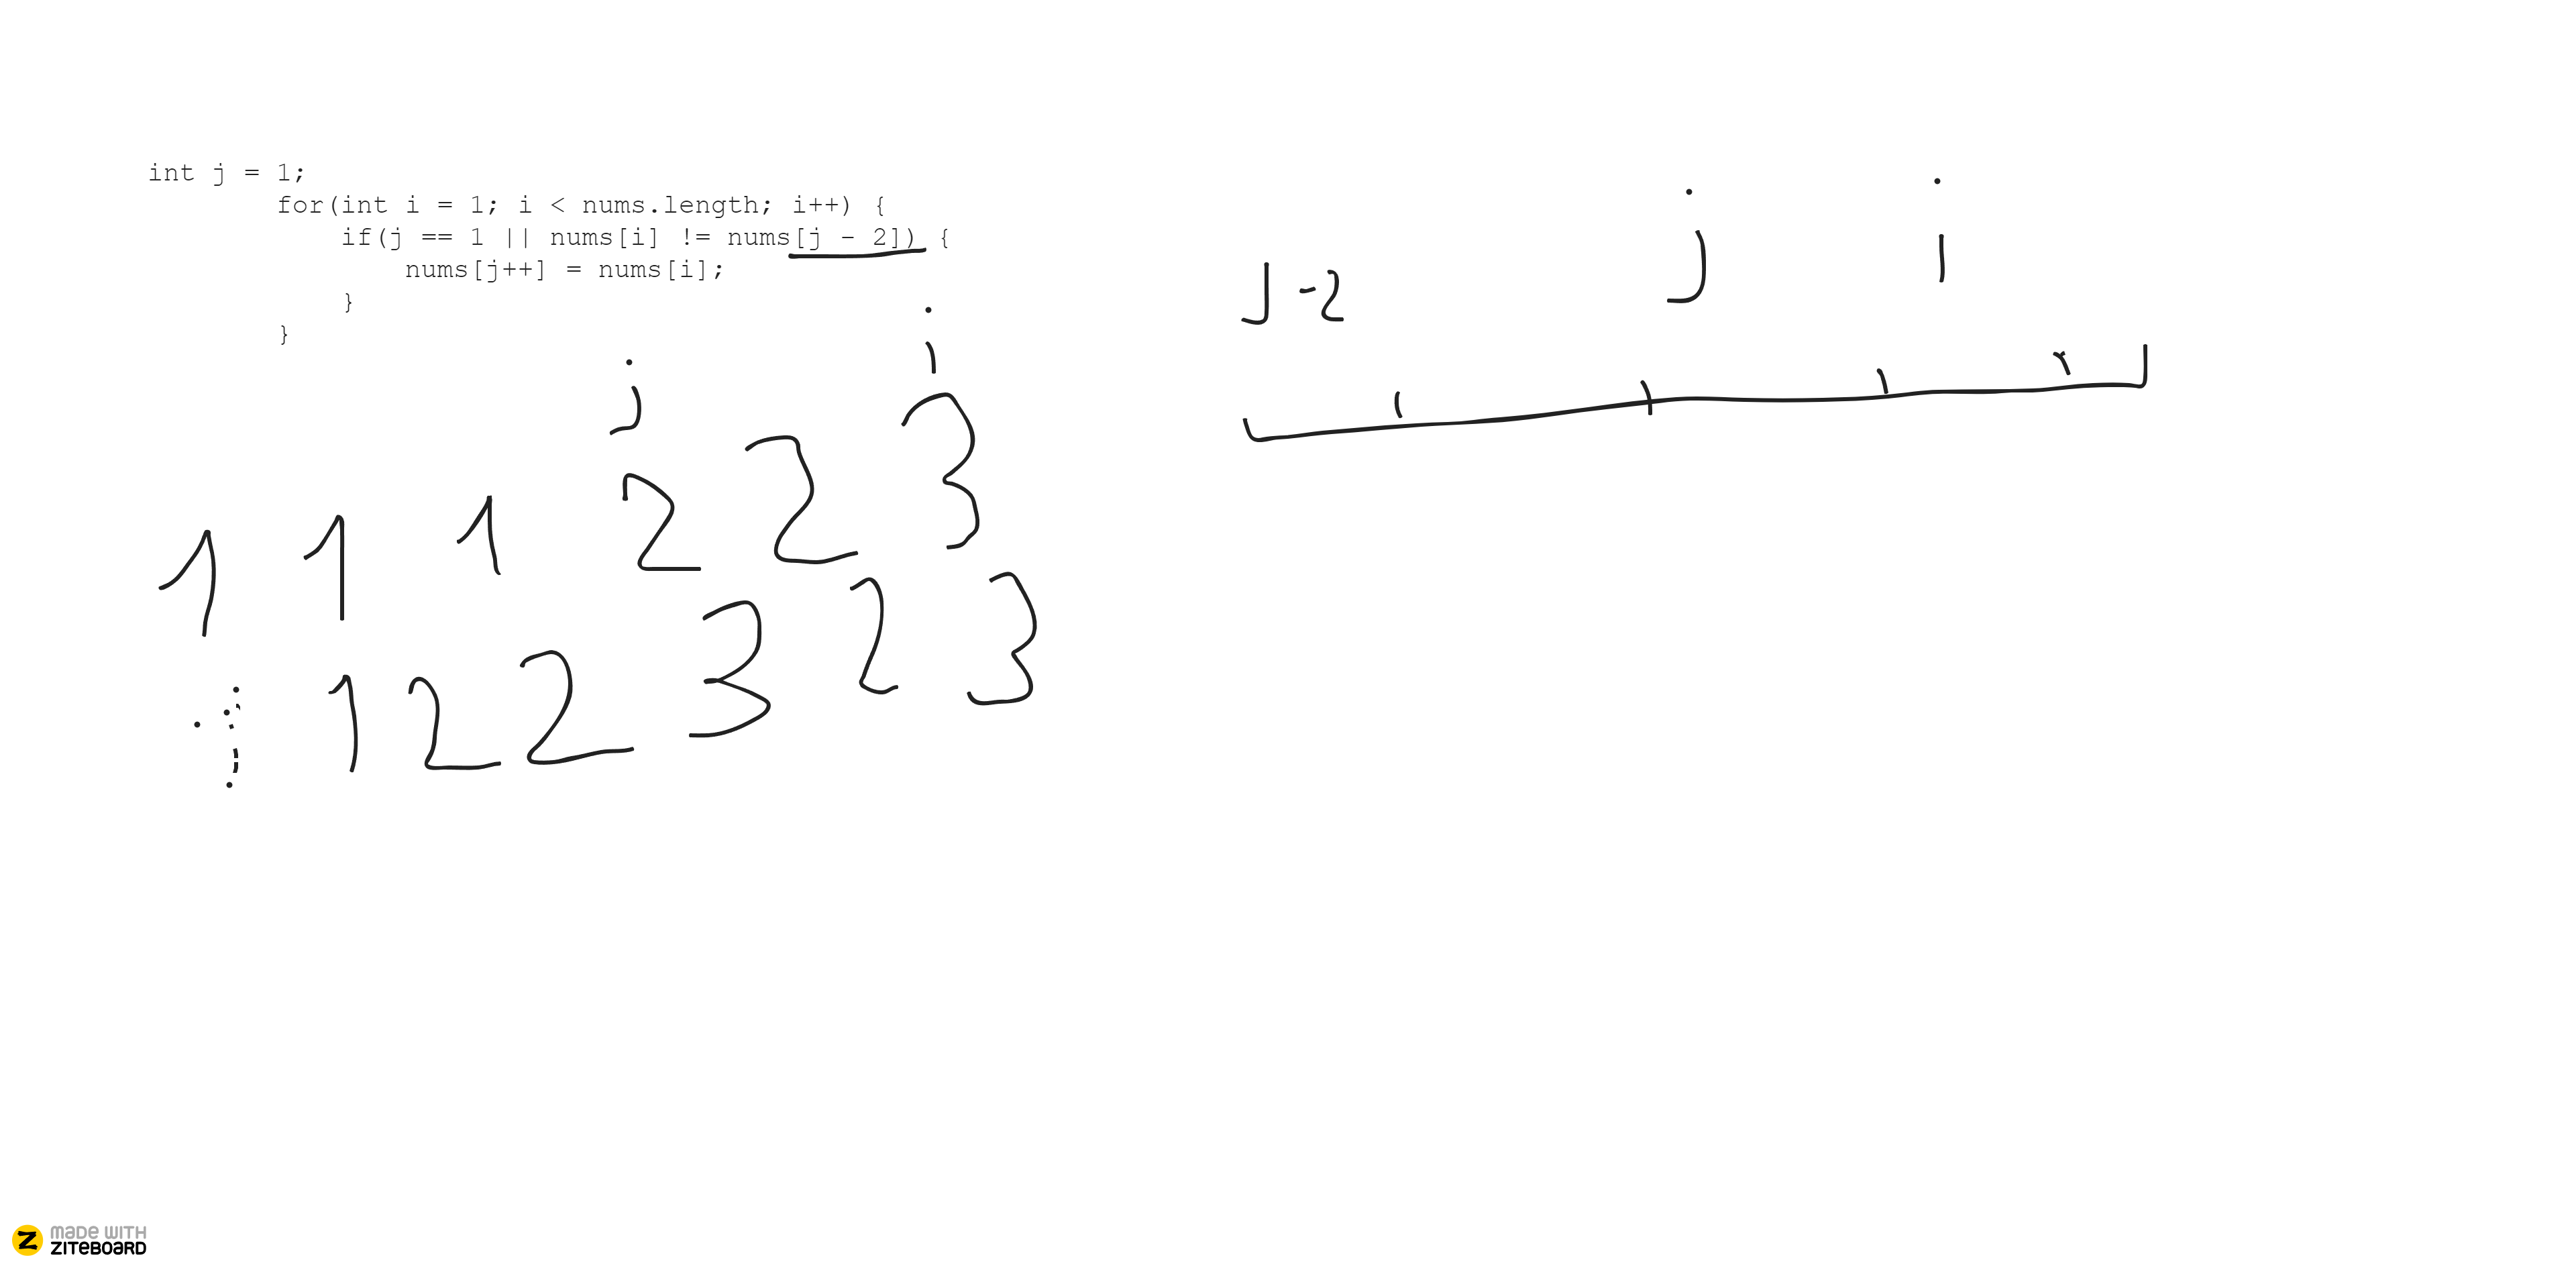 int j = 1;
for(int i = 1; i < nums.length; i++) {
if(j == 1 || nums[i] != nums[j - 2]) {
nums[j++] = nums[i];
}
}
j i
1 1 1 2 2 3
1 2 2 3 2 3
j-2 j i
MADE WITH
ZITEBOARD